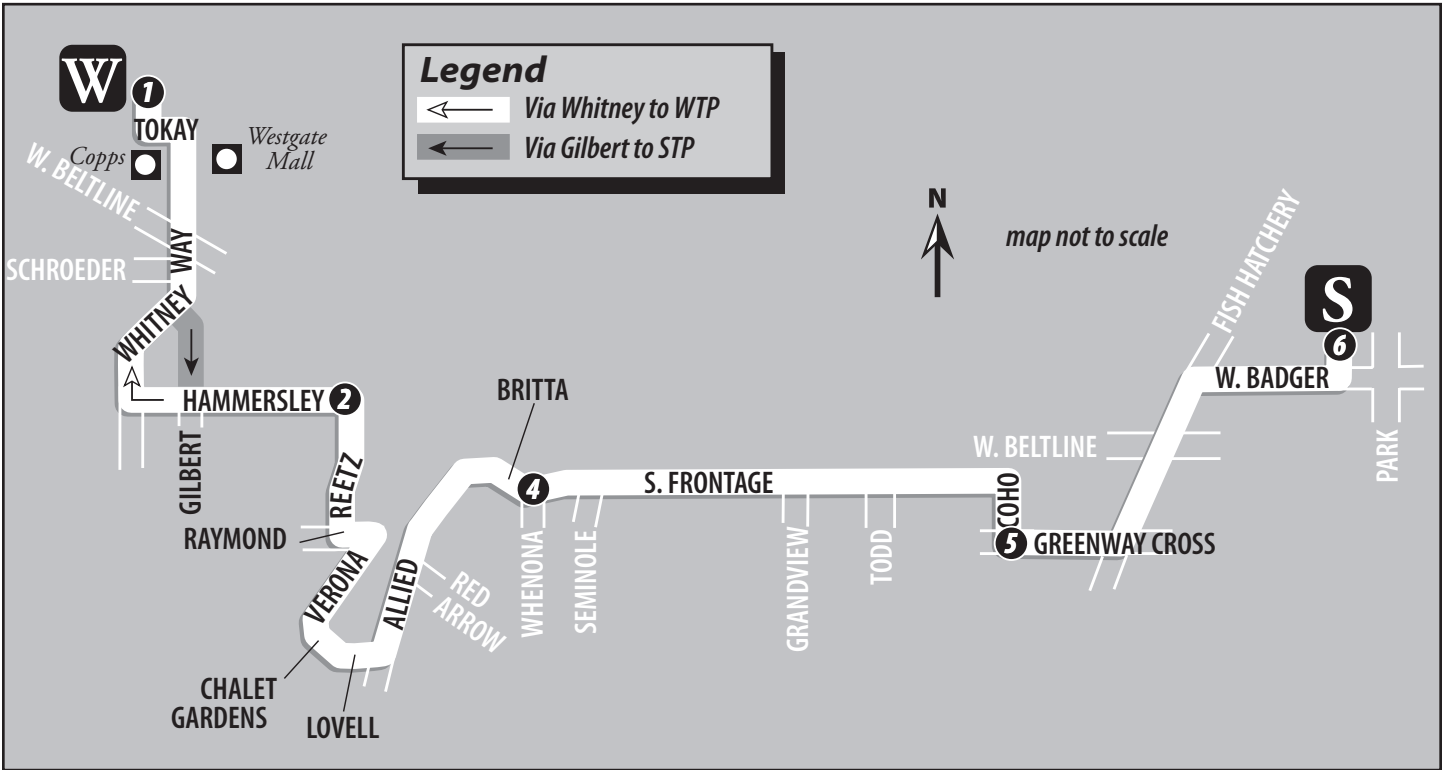 W
1
TOKAY
Copps
Westgate
Mall
W. BELTLINE
WAY
SCHROEDER
WHITNEY
Legend
Via Whitney to WTP
Via Gilbert to STP
N
map not to scale
FISH HATCHERY
S
6
W. BADGER
PARK
HAMMERSLEY
2
GILBERT
REETZ
RAYMOND
VERONA
CHALET
GARDENS
LOVELL
ALLIED
RED
ARROW
BRITTA
4
WHENONA
S. FRONTAGE
SEMINOLE
GRANDVIEW
TODD
W. BELTLINE
COHO
5
GREENWAY CROSS